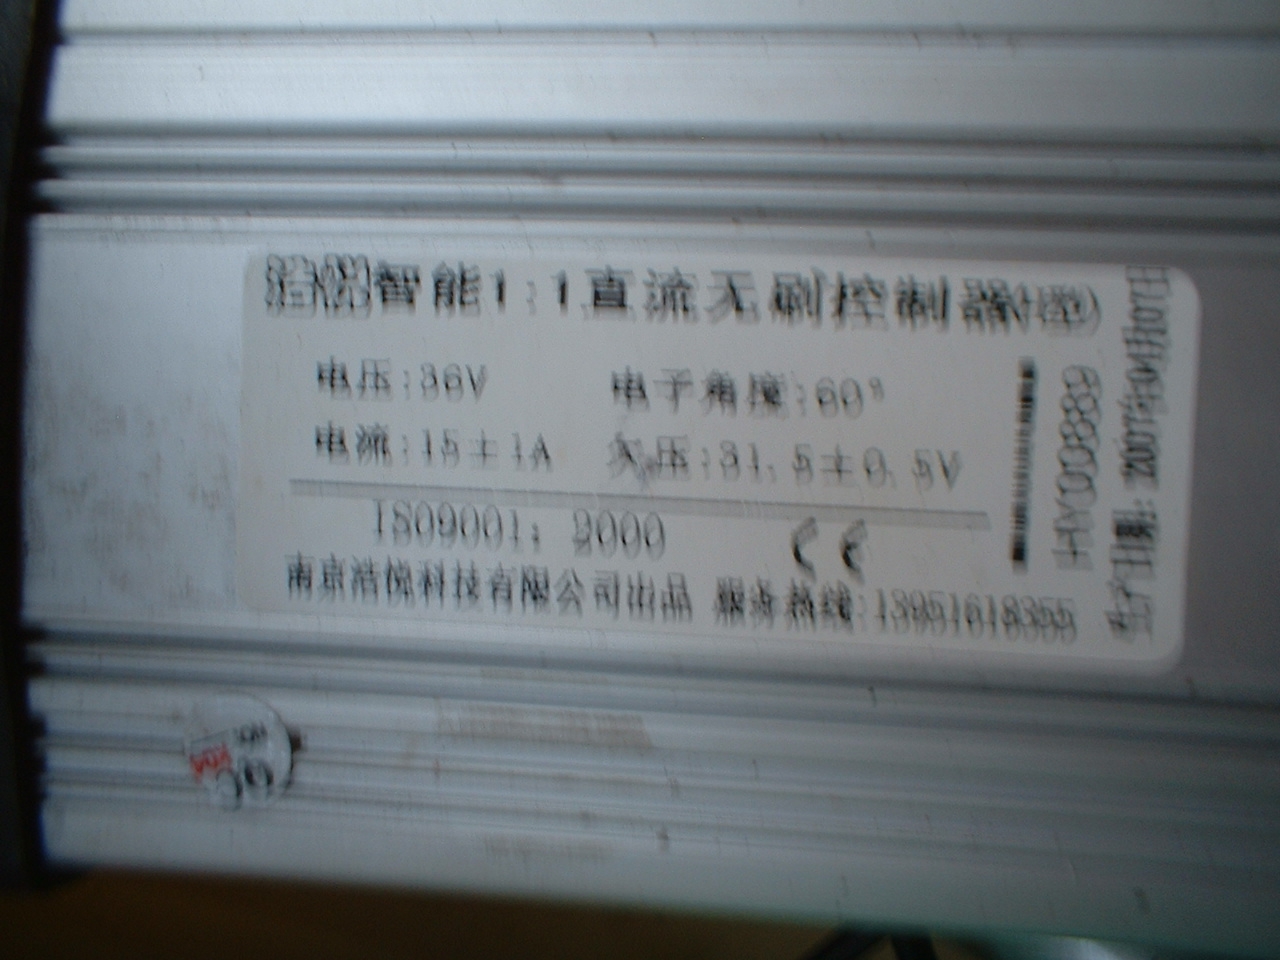 浩悦智能1:1直流无刷控制器(I型)
电压:36V 电子角度:60°
电流:15±1A 欠压:31.5±0.5V
ISO9001:2000 CE
南京浩悦科技有限公司出品 服务热线:13951618355
HY00889
生产日期:2007年04月07日